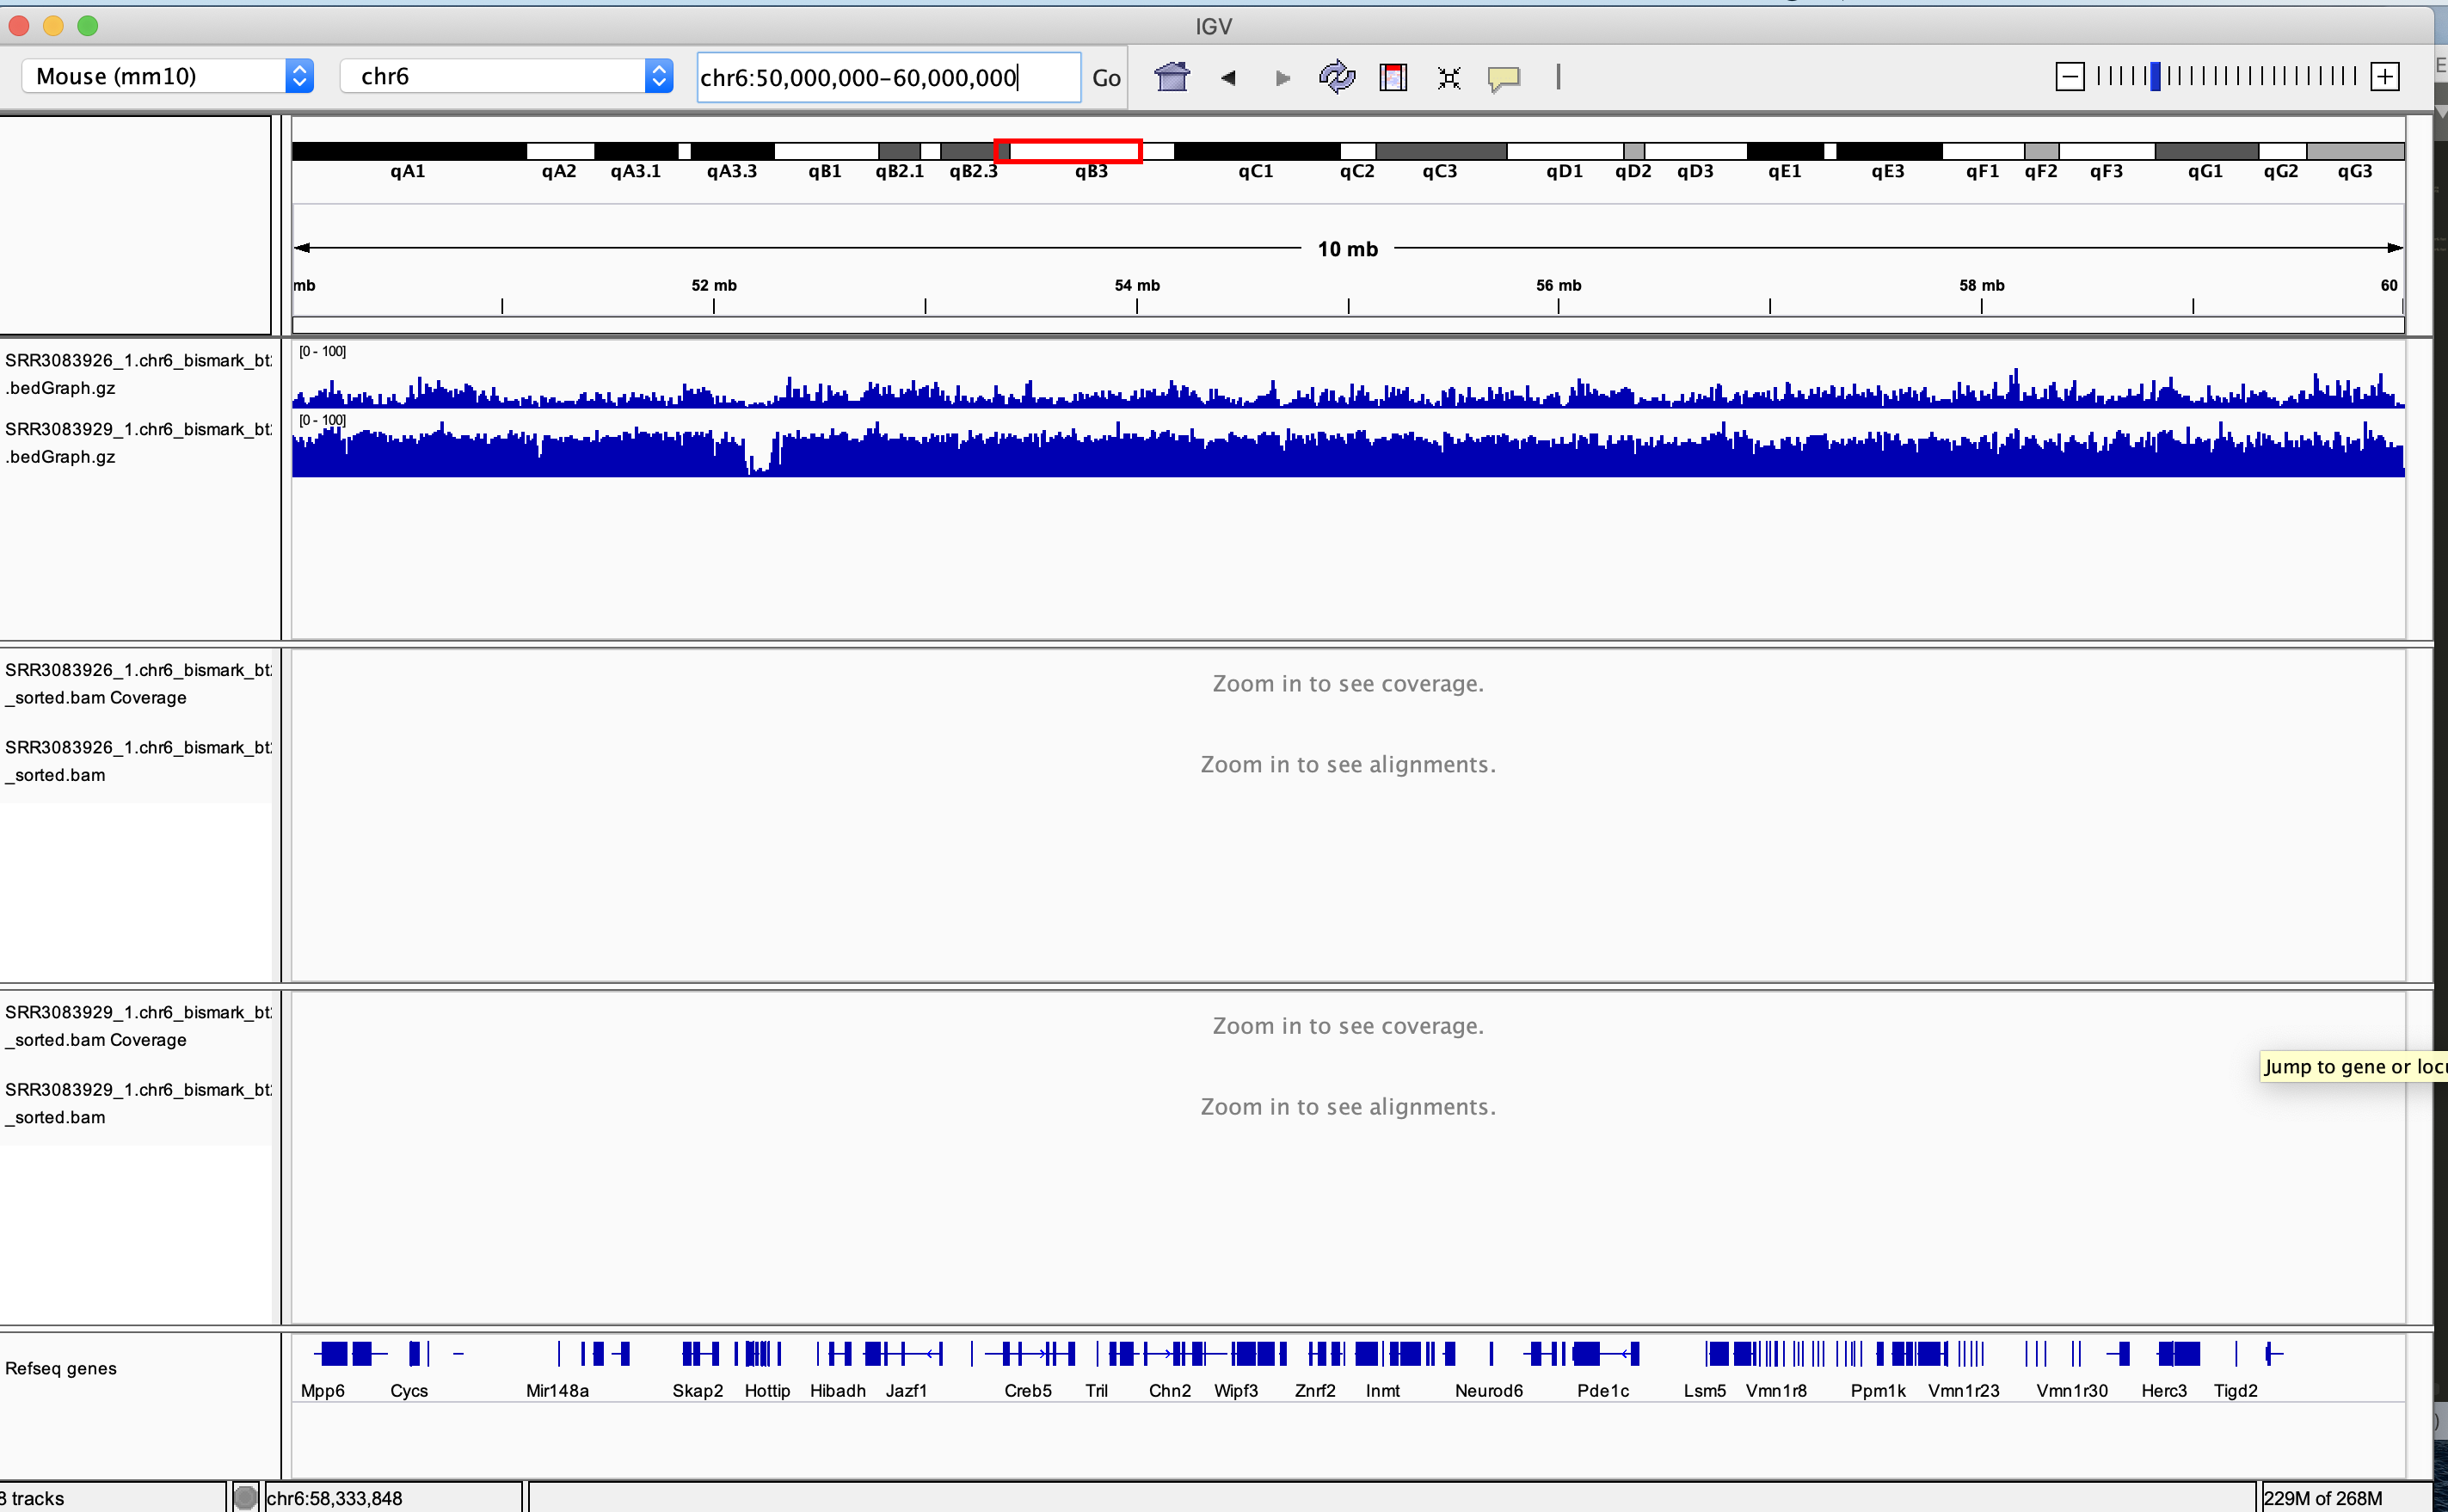 IGV
Mouse (mm10)
chr6
chr6:50,000,000-60,000,000
Go
qA1 qA2 qA3.1 qA3.3 qB1 qB2.1 qB2.3 qB3 qC1 qC2 qC3 qD1 qD2 qD3 qE1 qE3 qF1 qF2 qF3 qG1 qG2 qG3
10 mb
mb 52 mb 54 mb 56 mb 58 mb 60
SRR3083926_1.chr6_bismark_bt
.bedGraph.gz
[0 - 100]
SRR3083929_1.chr6_bismark_bt
.bedGraph.gz
[0 - 100]
SRR3083926_1.chr6_bismark_bt
_sorted.bam Coverage
Zoom in to see coverage.
SRR3083926_1.chr6_bismark_bt
_sorted.bam
Zoom in to see alignments.
SRR3083929_1.chr6_bismark_bt
_sorted.bam Coverage
Zoom in to see coverage.
SRR3083929_1.chr6_bismark_bt
_sorted.bam
Zoom in to see alignments.
Jump to gene or locu
Refseq genes
Mpp6 Cycs Mir148a Skap2 Hottip Hibadh Jazf1 Creb5 Tril Chn2 Wipf3 Znrf2 Inmt Neurod6 Pde1c Lsm5 Vmn1r8 Ppm1k Vmn1r23 Vmn1r30 Herc3 Tigd2
8 tracks
chr6:58,333,848
229M of 268M